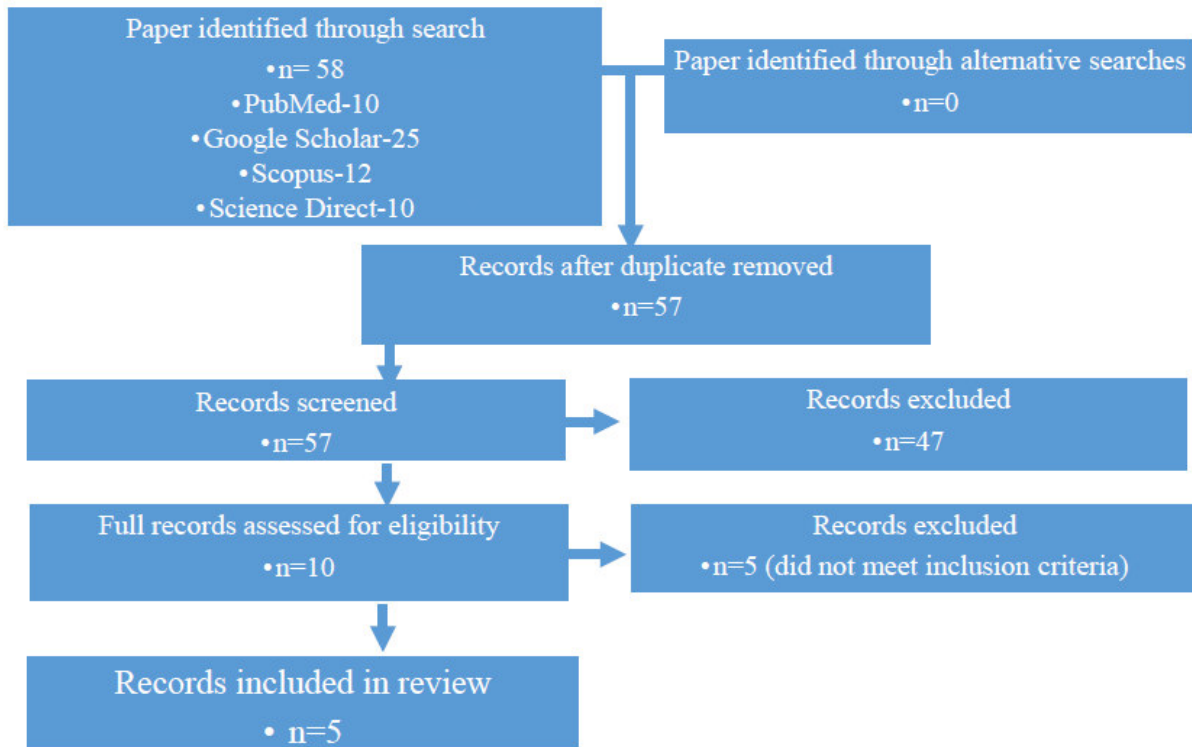 Paper identified through search
•n= 58
•PubMed-10
•Google Scholar-25
•Scopus-12
•Science Direct-10
Paper identified through alternative searches
•n=0
Records after duplicate removed
•n=57
Records screened
•n=57
Records excluded
•n=47
Full records assessed for eligibility
•n=10
Records excluded
•n=5 (did not meet inclusion criteria)
Records included in review
• n=5